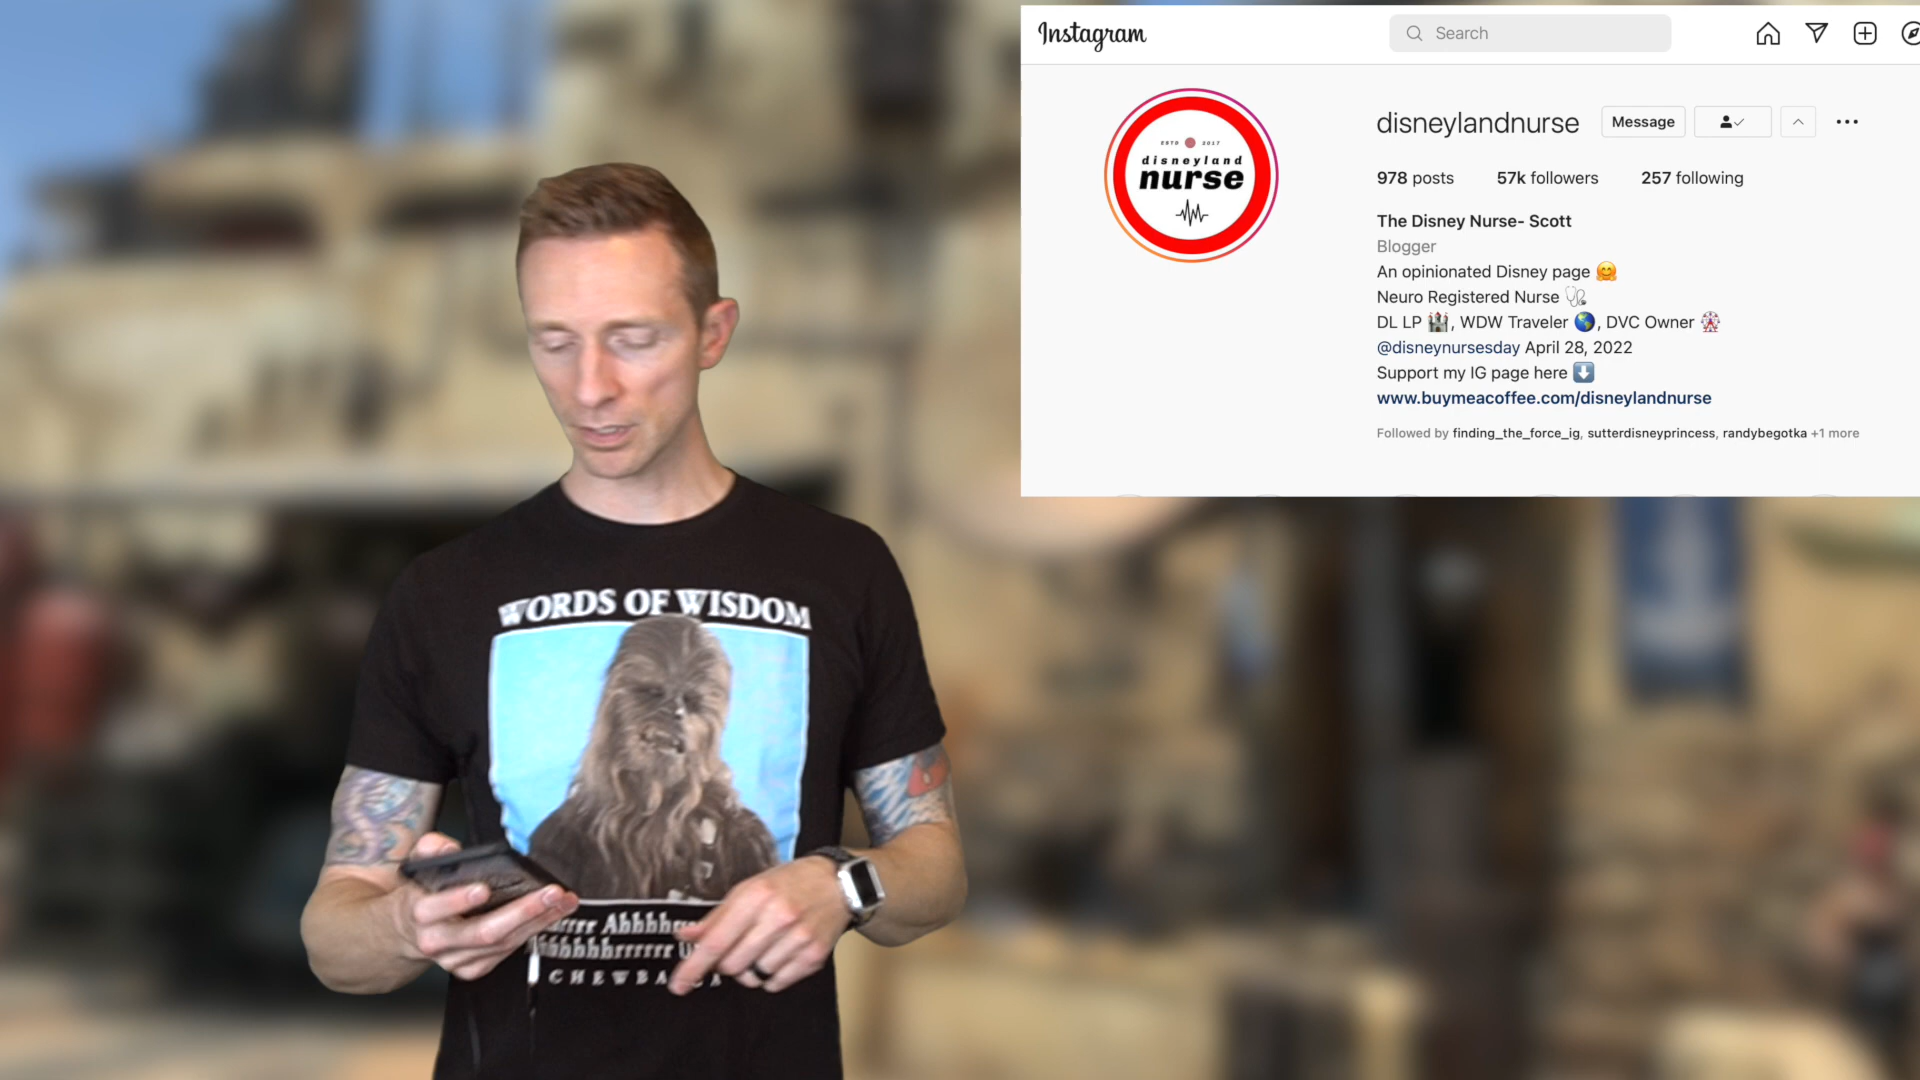 Instagram
Search
disneylandnurse
Message
978 posts
57k followers
257 following
ESTD 2017
disneyland
nurse
The Disney Nurse- Scott
Blogger
An opinionated Disney page 🤗
Neuro Registered Nurse 🩺
DL LP 🏰, WDW Traveler 🌎, DVC Owner 🎡
@disneynursesday April 28, 2022
Support my IG page here ⬇️
www.buymeacoffee.com/disneylandnurse
Followed by finding_the_force_ig, sutterdisneyprincess, randybegotka +1 more
WORDS OF WISDOM